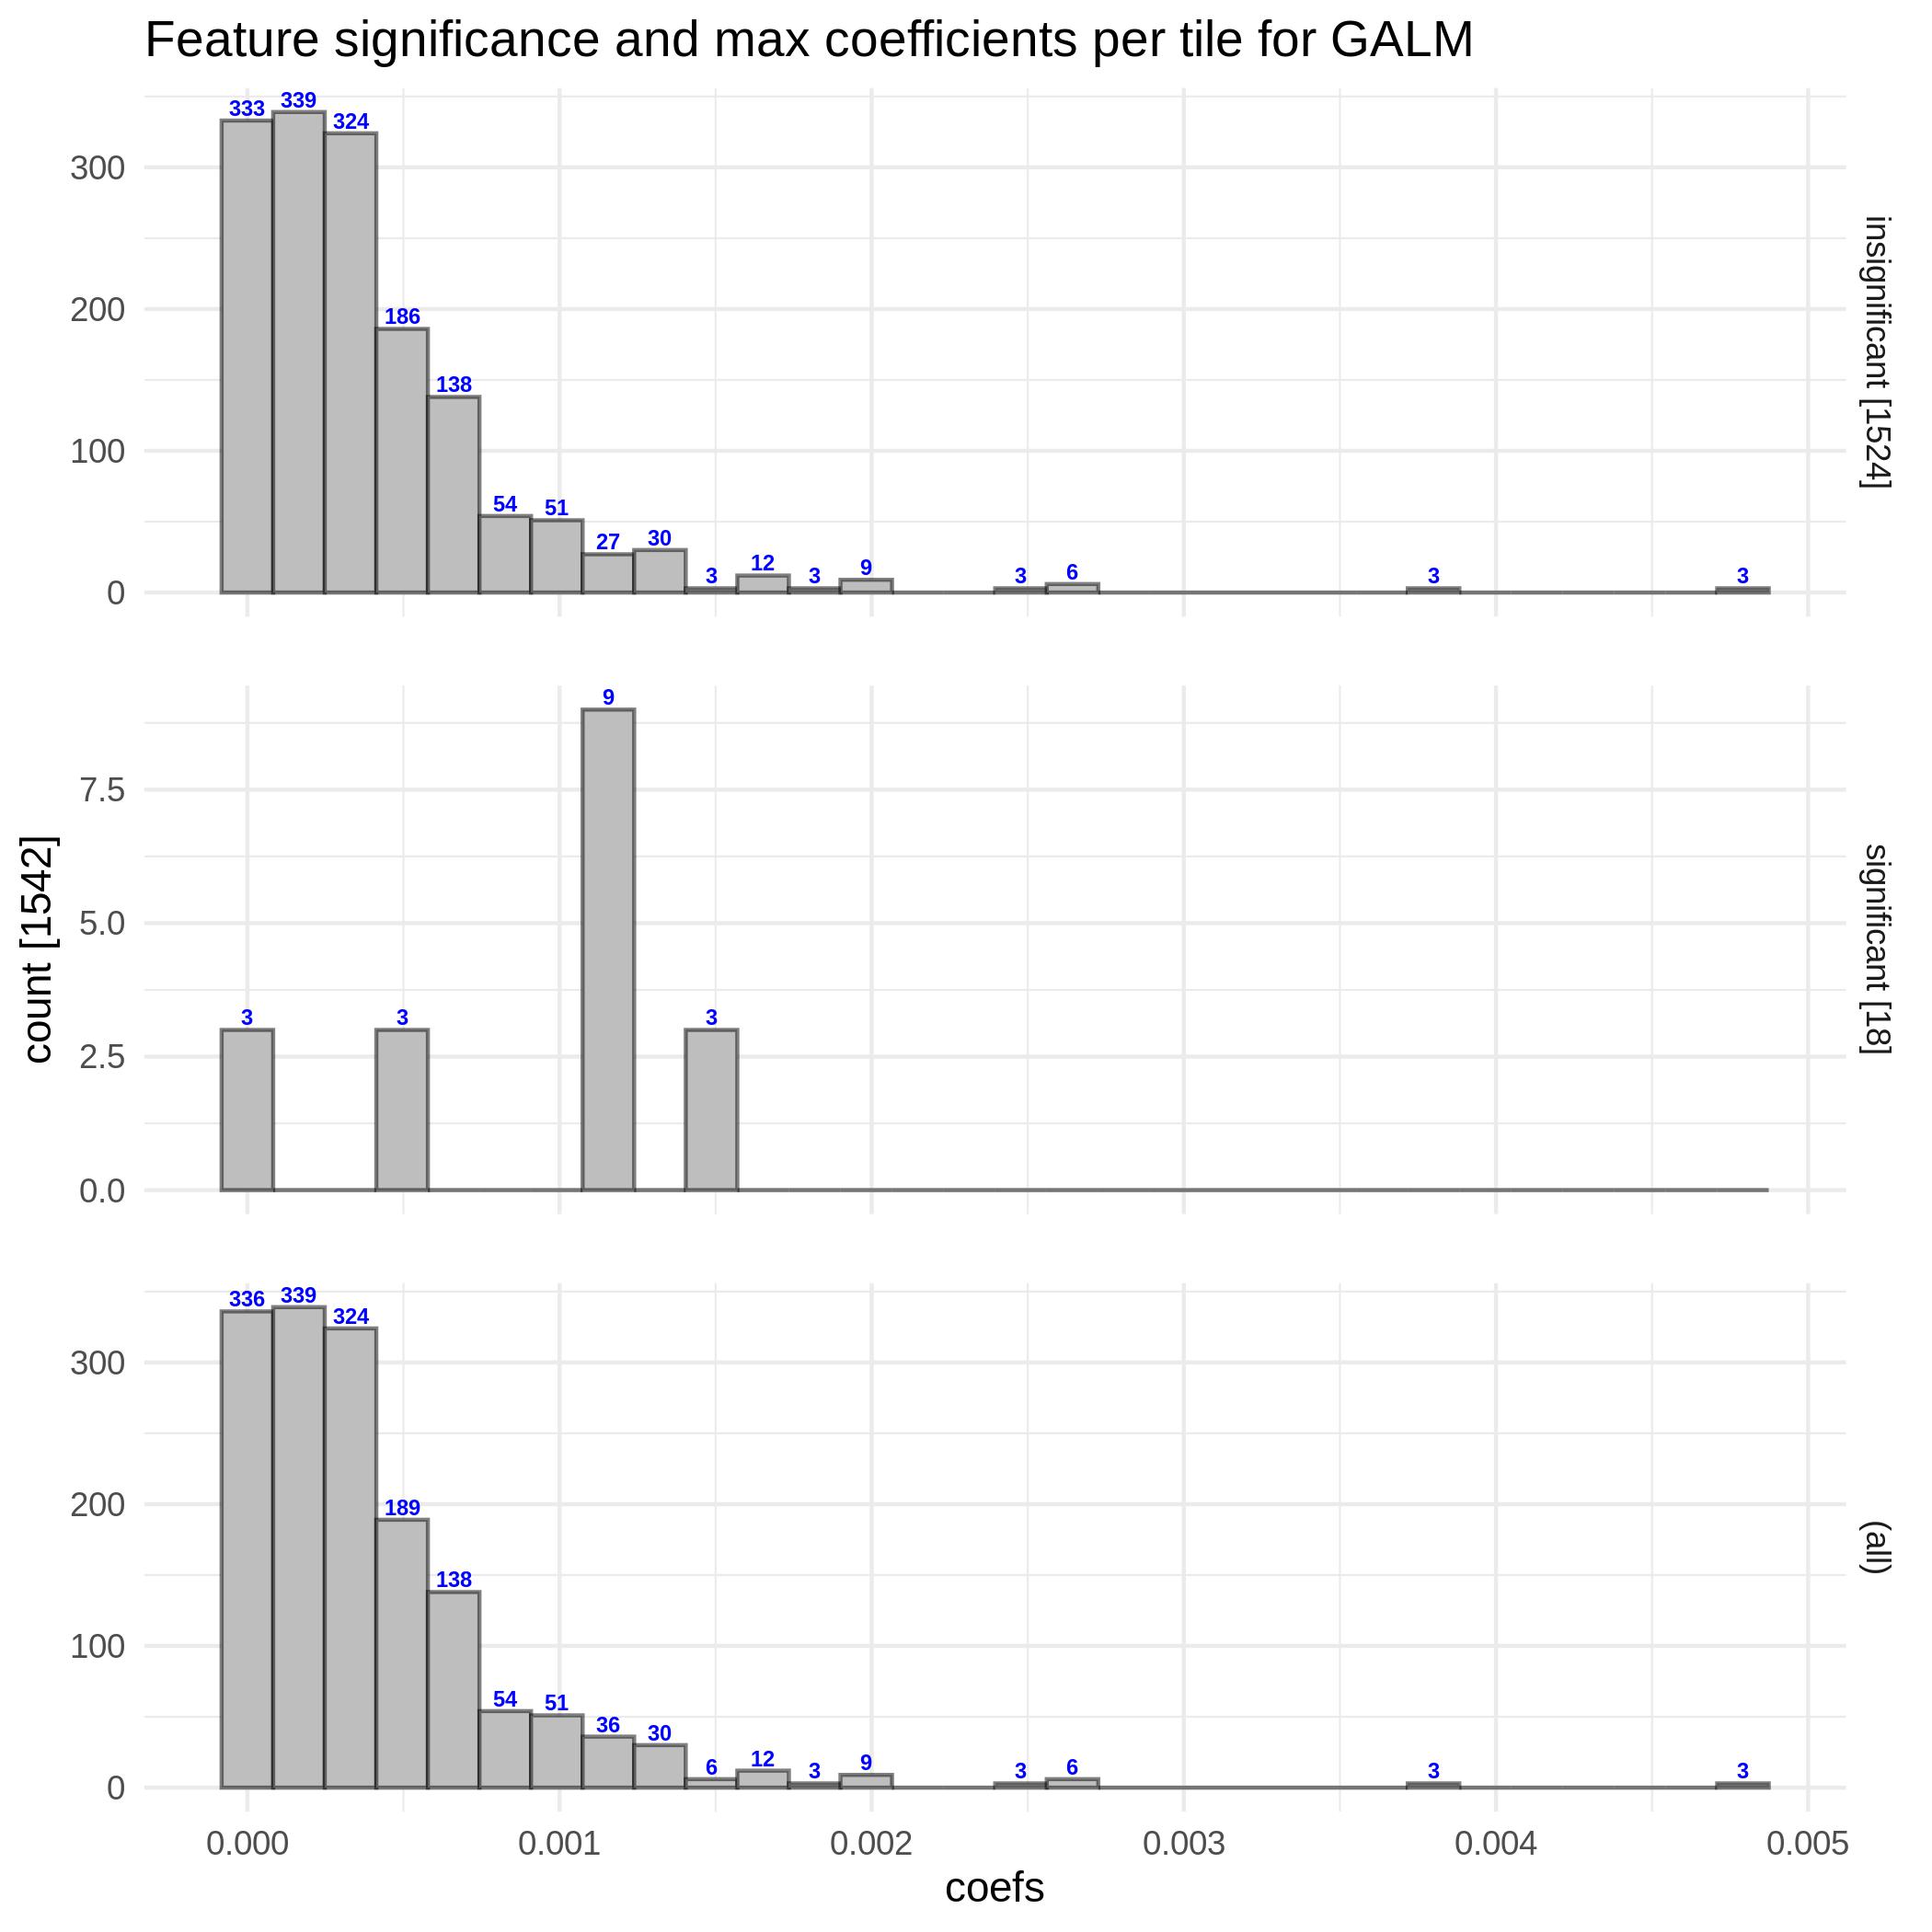 Feature significance and max coefficients per tile for GALM
333 339 324 186 138 54 51 27 30 3 12 3 9 3 6 3 3
300
200
100
0
insignificant [1524]
3 3 9 3
7.5
5.0
2.5
0.0
significant [18]
count [1542]
336 339 324 189 138 54 51 36 30 6 12 3 9 3 6 3 3
300
200
100
0
(all)
0.000 0.001 0.002 0.003 0.004 0.005
coefs